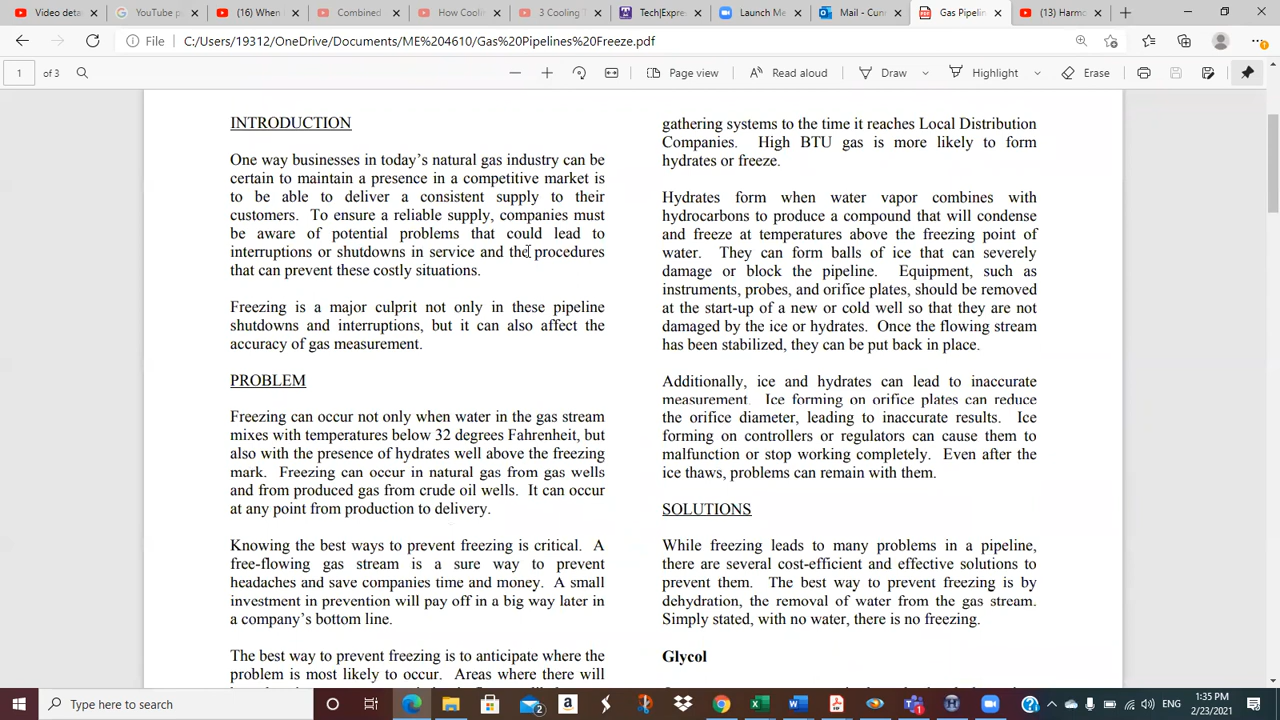 Video detai
YouTube p
(16) When
Combined
How Coolin
3 Cooling T
Tech|Expres
Launch Me
Mail - Cunn
Gas Pipelin
(13) Harmo
File
C:/Users/19312/OneDrive/Documents/ME%204610/Gas%20Pipelines%20Freeze.pdf
1 of 3
Page view
Read aloud
Draw
Highlight
Erase
INTRODUCTION
One way businesses in today's natural gas industry can be
certain to maintain a presence in a competitive market is
to be able to deliver a consistent supply to their
customers. To ensure a reliable supply, companies must
be aware of potential problems that could lead to
interruptions or shutdowns in service and the procedures
that can prevent these costly situations.
Freezing is a major culprit not only in these pipeline
shutdowns and interruptions, but it can also affect the
accuracy of gas measurement.
PROBLEM
Freezing can occur not only when water in the gas stream
mixes with temperatures below 32 degrees Fahrenheit, but
also with the presence of hydrates well above the freezing
mark. Freezing can occur in natural gas from gas wells
and from produced gas from crude oil wells. It can occur
at any point from production to delivery.
Knowing the best ways to prevent freezing is critical. A
free-flowing gas stream is a sure way to prevent
headaches and save companies time and money. A small
investment in prevention will pay off in a big way later in
a company's bottom line.
The best way to prevent freezing is to anticipate where the
problem is most likely to occur. Areas where there will
gathering systems to the time it reaches Local Distribution
Companies. High BTU gas is more likely to form
hydrates or freeze.
Hydrates form when water vapor combines with
hydrocarbons to produce a compound that will condense
and freeze at temperatures above the freezing point of
water. They can form balls of ice that can severely
damage or block the pipeline. Equipment, such as
instruments, probes, and orifice plates, should be removed
at the start-up of a new or cold well so that they are not
damaged by the ice or hydrates. Once the flowing stream
has been stabilized, they can be put back in place.
Additionally, ice and hydrates can lead to inaccurate
measurement. Ice forming on orifice plates can reduce
the orifice diameter, leading to inaccurate results. Ice
forming on controllers or regulators can cause them to
malfunction or stop working completely. Even after the
ice thaws, problems can remain with them.
SOLUTIONS
While freezing leads to many problems in a pipeline,
there are several cost-efficient and effective solutions to
prevent them. The best way to prevent freezing is by
dehydration, the removal of water from the gas stream.
Simply stated, with no water, there is no freezing.
Glycol
Type here to search
ENG
1:35 PM
2/23/2021